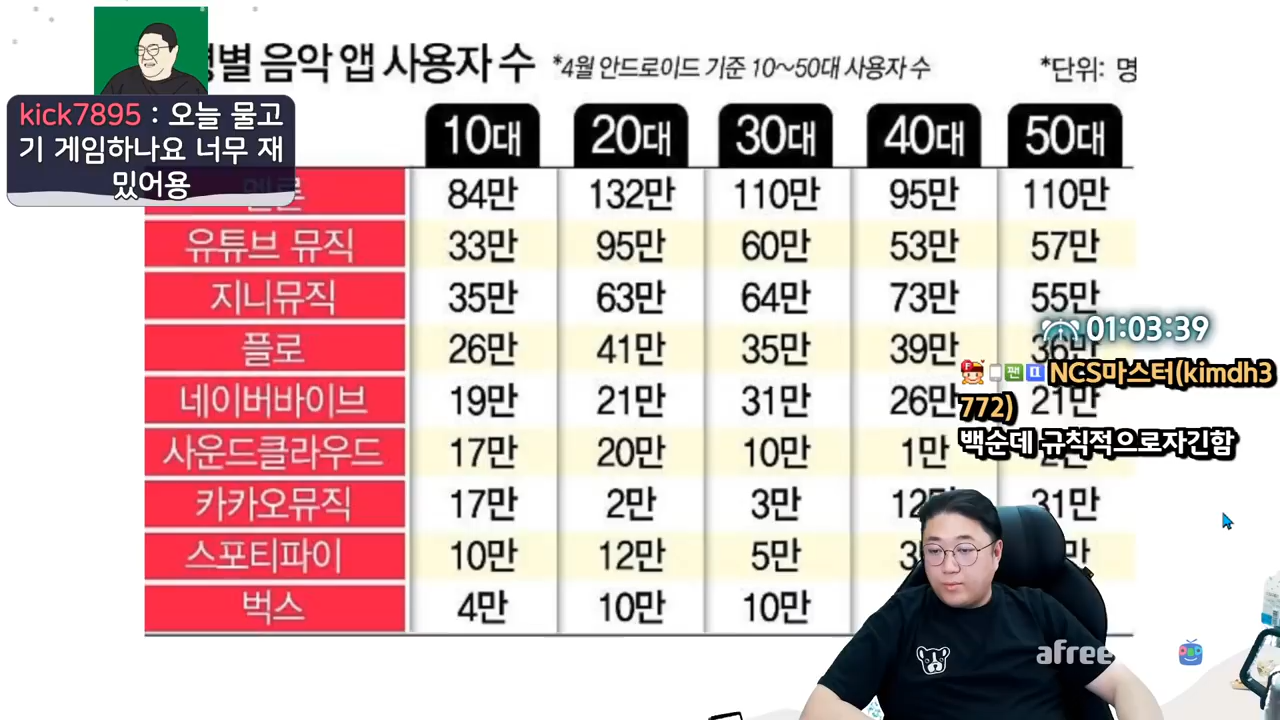 별 음악 앱 사용자 수 *4월 안드로이드 기준 10~50대 사용자 수 *단위: 명
kick7895 : 오늘 물고
기 게임하나요 너무 재
밌어용
10대 20대 30대 40대 50대
멜론 84만 132만 110만 95만 110만
유튜브 뮤직 33만 95만 60만 53만 57만
지니뮤직 35만 63만 64만 73만 55만
01:03:39
플로 26만 41만 35만 39만 36만
NCS마스터(kimdh3
772)
백순데 규칙적으로자긴함
네이버바이브 19만 21만 31만 26만 21만
사운드클라우드 17만 20만 10만 1만
카카오뮤직 17만 2만 3만 31만
스포티파이 10만 12만 5만
벅스 4만 10만 10만
afree